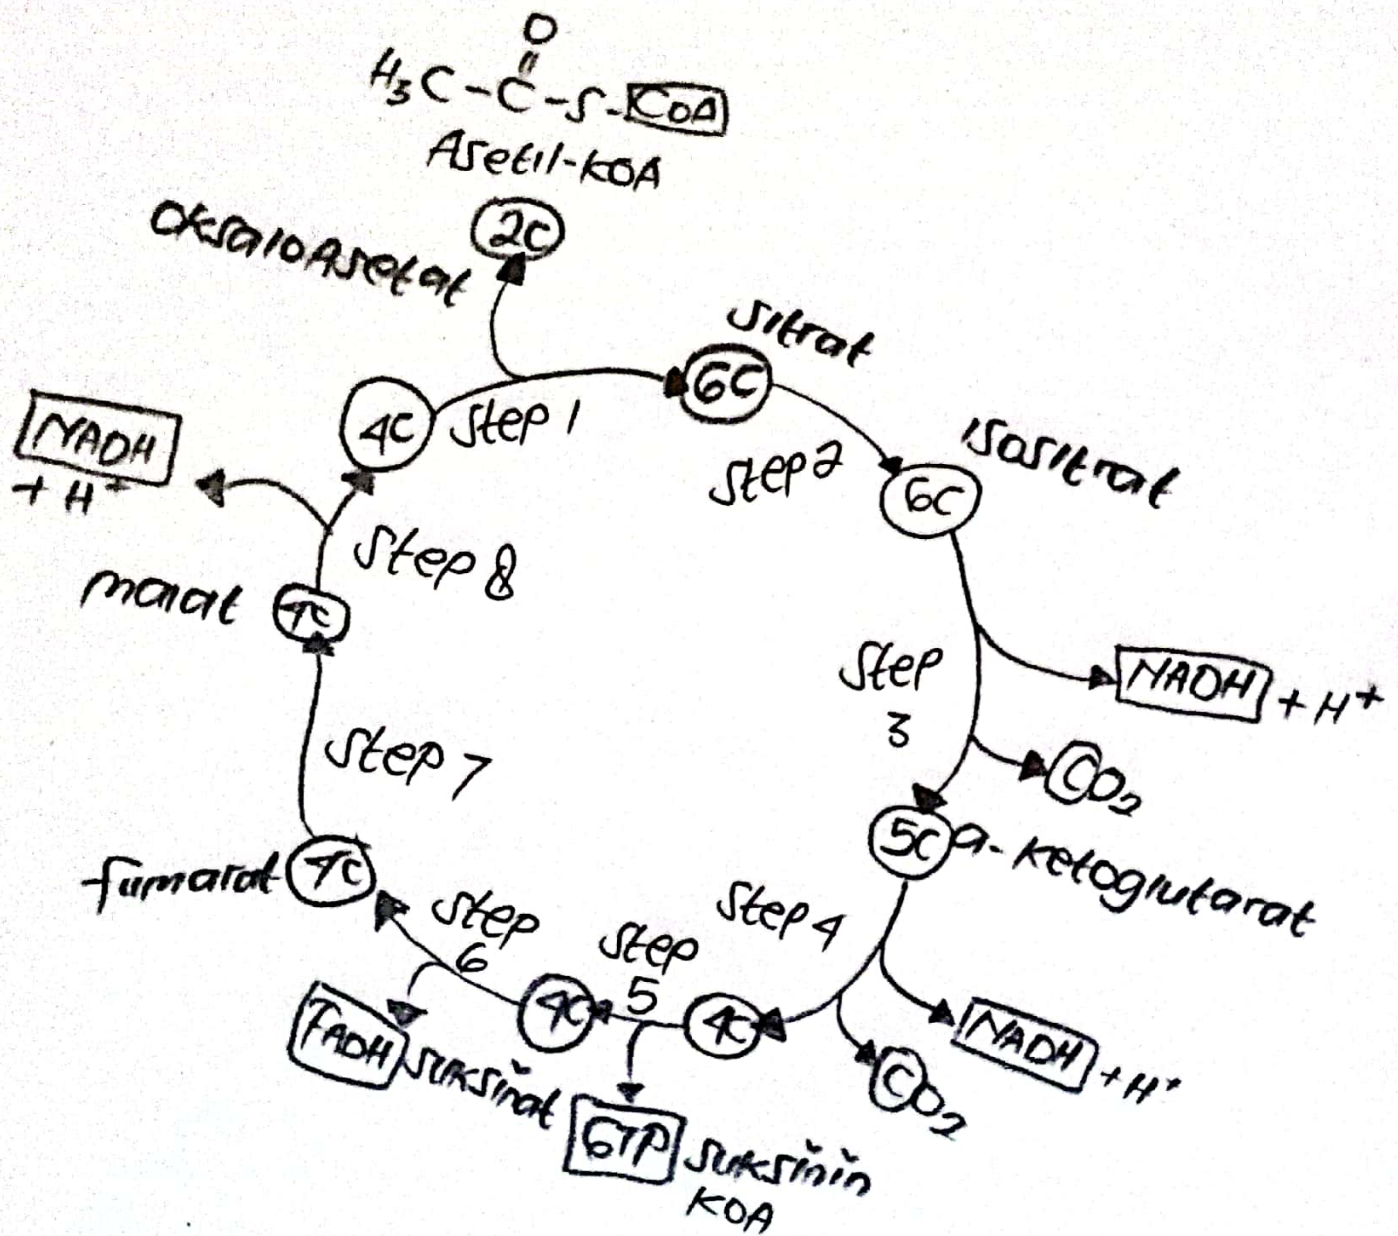 O
H₃C-C-S-CoA
Asetil-KOA
2C
OksaloAsetat
Sitrat
6C
4C
Step 1
Step 2
isositrat
6C
NADH
+ H⁺
Step 8
malat
4C
Step
3
NADH + H⁺
CO₂
Step 7
5C
a-ketoglutarat
fumarat
4C
Step
6
Step
5
Step 4
4C
4C
NADH + H⁺
CO₂
FADH
suksinat
GTP
suksinin
KOA